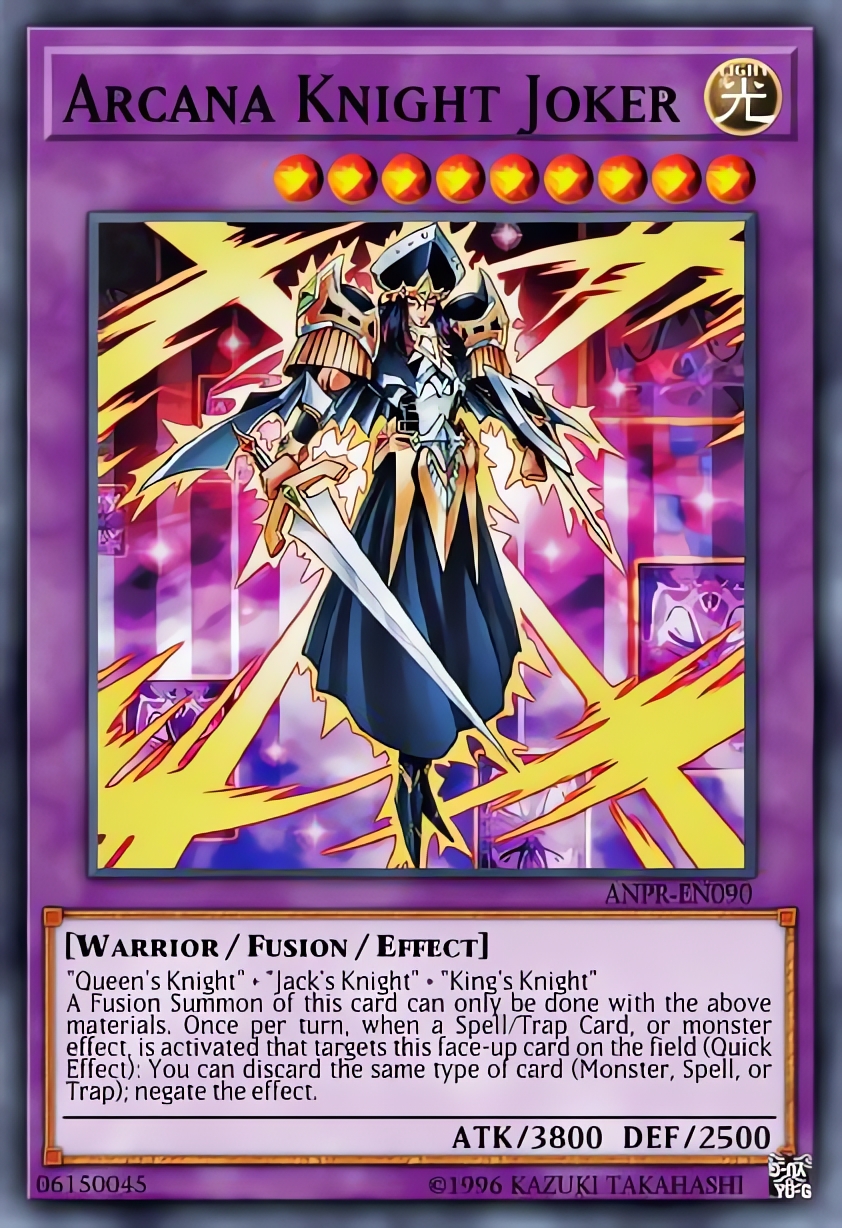 ARCANA KNIGHT JOKER
光
ANPR-EN090
[WARRIOR / FUSION / EFFECT]
"Queen's Knight" • "Jack's Knight" • "King's Knight"
A Fusion Summon of this card can only be done with the above
materials. Once per turn, when a Spell/Trap Card, or monster
effect, is activated that targets this face-up card on the field (Quick
Effect): You can discard the same type of card (Monster, Spell, or
Trap); negate the effect.
ATK/3800 DEF/2500
06150045
©1996 KAZUKI TAKAHASHI